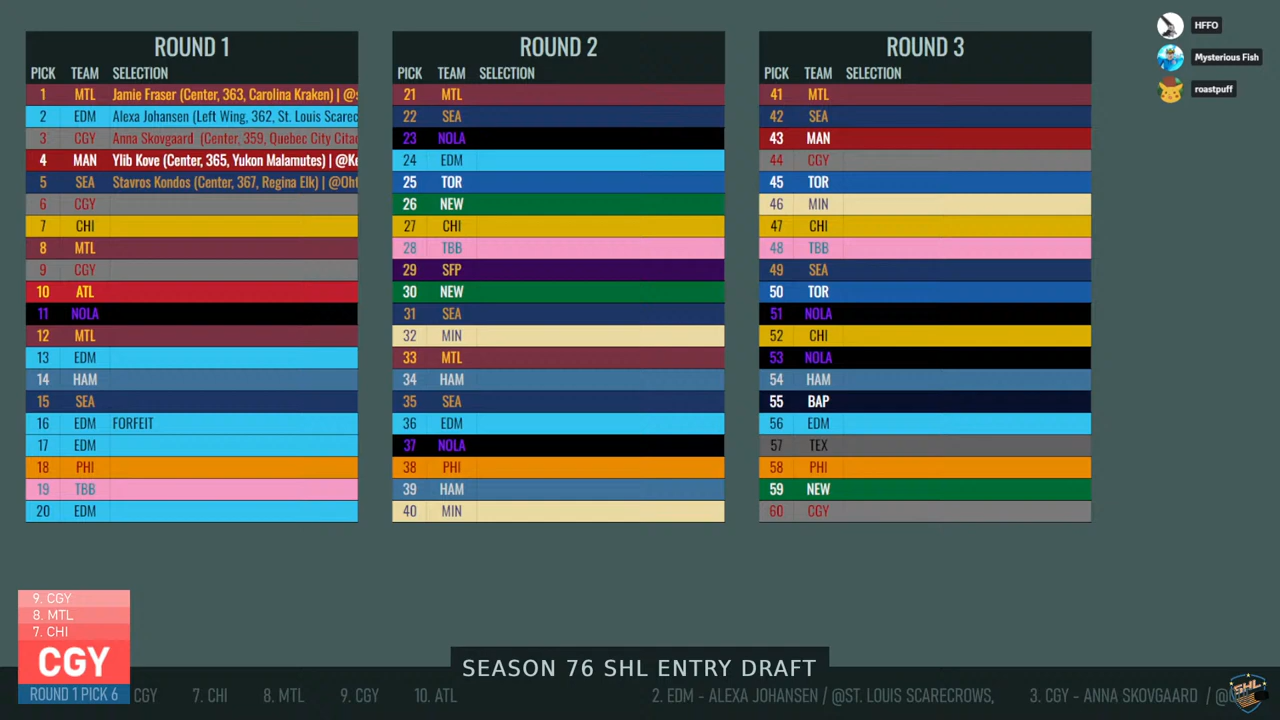 ROUND 1
PICK TEAM SELECTION
1 MTL Jamie Fraser (Center, 363, Carolina Kraken) | @
2 EDM Alexa Johansen (Left Wing, 362, St. Louis Scarec
3 CGY Anna Skovgaard (Center, 359, Quebec City Citac
4 MAN Ylib Kove (Center, 365, Yukon Malamutes) | @Ke
5 SEA Stavros Kondos (Center, 367, Regina Elk) | @Oht
6 CGY
7 CHI
8 MTL
9 CGY
10 ATL
11 NOLA
12 MTL
13 EDM
14 HAM
15 SEA
16 EDM FORFEIT
17 EDM
18 PHI
19 TBB
20 EDM
ROUND 2
PICK TEAM SELECTION
21 MTL
22 SEA
23 NOLA
24 EDM
25 TOR
26 NEW
27 CHI
28 TBB
29 SFP
30 NEW
31 SEA
32 MIN
33 MTL
34 HAM
35 SEA
36 EDM
37 NOLA
38 PHI
39 HAM
40 MIN
ROUND 3
PICK TEAM SELECTION
41 MTL
42 SEA
43 MAN
44 CGY
45 TOR
46 MIN
47 CHI
48 TBB
49 SEA
50 TOR
51 NOLA
52 CHI
53 NOLA
54 HAM
55 BAP
56 EDM
57 TEX
58 PHI
59 NEW
60 CGY
HFFO
Mysterious Fish
roastpuff
9. CGY
8. MTL
7. CHI
CGY
ROUND 1 PICK 6
SEASON 76 SHL ENTRY DRAFT
CGY 7. CHI 8. MTL 9. CGY 10. ATL 2. EDM - ALEXA JOHANSEN / @ST. LOUIS SCARECROWS, 3. CGY - ANNA SKOVGAARD / @
SHL